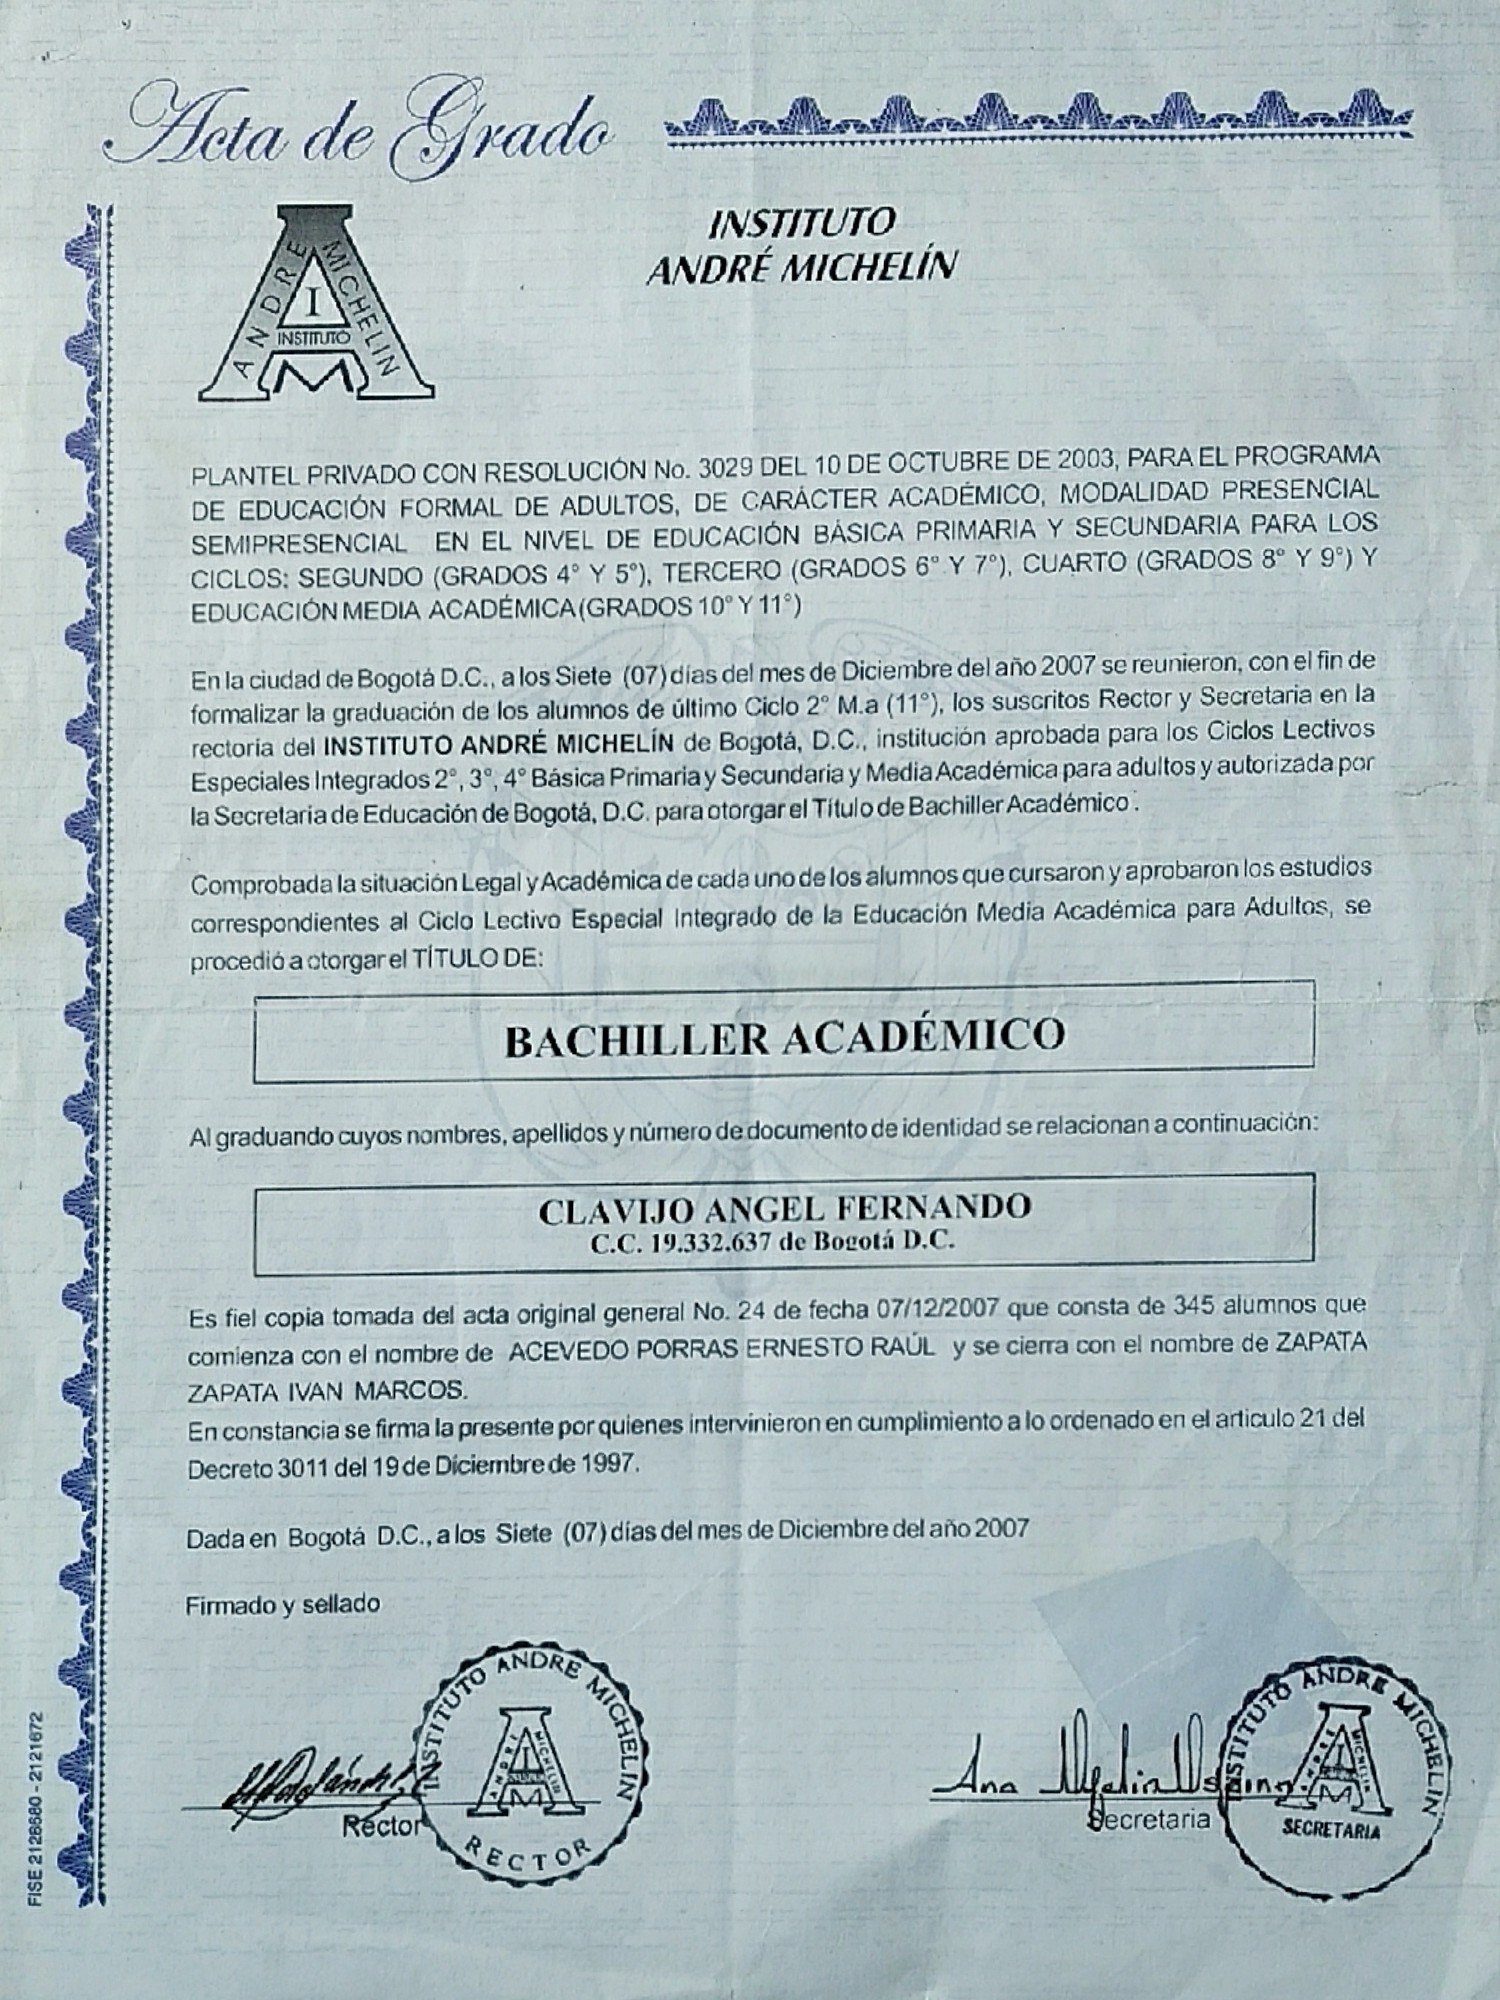 Acta de Grado
INSTITUTO
ANDRÉ MICHELÍN
ANDRE MICHELIN
I
INSTITUTO
M
PLANTEL PRIVADO CON RESOLUCIÓN No. 3029 DEL 10 DE OCTUBRE DE 2003, PARA EL PROGRAMA
DE EDUCACIÓN FORMAL DE ADULTOS, DE CARÁCTER ACADÉMICO, MODALIDAD PRESENCIAL
SEMIPRESENCIAL EN EL NIVEL DE EDUCACIÓN BÁSICA PRIMARIA Y SECUNDARIA PARA LOS
CICLOS: SEGUNDO (GRADOS 4° Y 5°), TERCERO (GRADOS 6° Y 7°), CUARTO (GRADOS 8° Y 9°) Y
EDUCACIÓN MEDIA ACADÉMICA (GRADOS 10° Y 11°)
En la ciudad de Bogotá D.C., a los Siete (07) días del mes de Diciembre del año 2007 se reunieron, con el fin de
formalizar la graduación de los alumnos de último Ciclo 2° M.a (11°), los suscritos Rector y Secretaria en la
rectoria del INSTITUTO ANDRÉ MICHELÍN de Bogotá, D.C., institución aprobada para los Ciclos Lectivos
Especiales Integrados 2°, 3°, 4° Básica Primaria y Secundaria y Media Académica para adultos y autorizada por
la Secretaria de Educación de Bogotá, D.C. para otorgar el Título de Bachiller Académico.
Comprobada la situación Legal y Académica de cada uno de los alumnos que cursaron y aprobaron los estudios
correspondientes al Ciclo Lectivo Especial Integrado de la Educación Media Académica para Adultos, se
procedió a otorgar el TÍTULO DE:
BACHILLER ACADÉMICO
Al graduando cuyos nombres, apellidos y número de documento de identidad se relacionan a continuación:
CLAVIJO ANGEL FERNANDO
C.C. 19.332.637 de Bogotá D.C.
Es fiel copia tomada del acta original general No. 24 de fecha 07/12/2007 que consta de 345 alumnos que
comienza con el nombre de ACEVEDO PORRAS ERNESTO RAÚL y se cierra con el nombre de ZAPATA
ZAPATA IVAN MARCOS.
En constancia se firma la presente por quienes intervinieron en cumplimiento a lo ordenado en el articulo 21 del
Decreto 3011 del 19 de Diciembre de 1997.
Dada en Bogotá D.C., a los Siete (07) días del mes de Diciembre del año 2007
Firmado y sellado
Rector
INSTITUTO ANDRE MICHELIN
ANDRE MICHELIN
RECTOR
Ana
Secretaria
INSTITUTO ANDRE MICHELIN
ANDRE MICHELIN
SECRETARIA
FISE 2126680 - 2121672